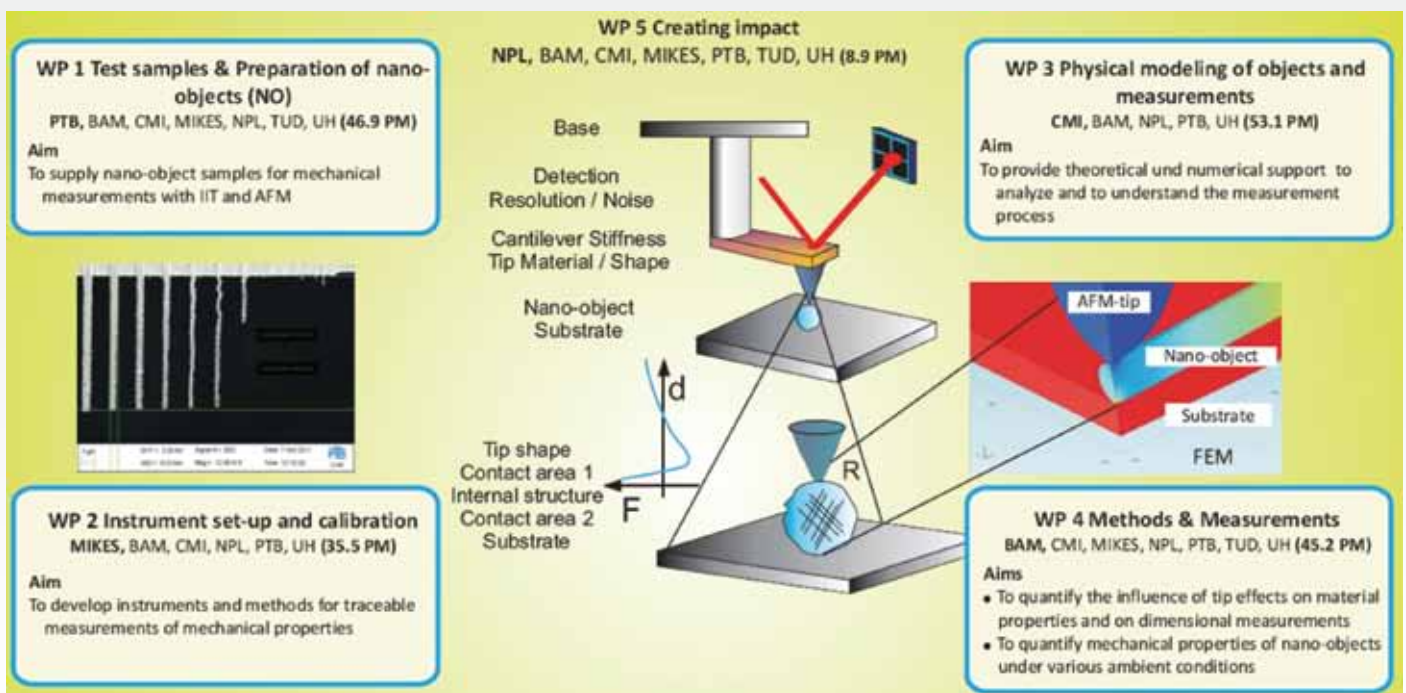 WP 5 Creating impact
NPL, BAM, CMI, MIKES, PTB, TUD, UH (8.9 PM)
WP 1 Test samples & Preparation of nano-
objects (NO)
PTB, BAM, CMI, MIKES, NPL, TUD, UH (46.9 PM)
Aim
To supply nano-object samples for mechanical
measurements with IIT and AFM
WP 3 Physical modeling of objects and
measurements
CMI, BAM, NPL, PTB, UH (53.1 PM)
Aim
To provide theoretical und numerical support to
analyze and to understand the measurement
process
Base
Detection
Resolution / Noise
Cantilever Stiffness
Tip Material / Shape
Nano-object
Substrate
d
F
R
Tip shape
Contact area 1
Internal structure
Contact area 2
Substrate
AFM-tip
Nano-object
Substrate
FEM
WP 2 Instrument set-up and calibration
MIKES, BAM, CMI, NPL, PTB, UH (35.5 PM)
Aim
To develop instruments and methods for traceable
measurements of mechanical properties
WP 4 Methods & Measurements
BAM, CMI, MIKES, NPL, PTB, TUD, UH (45.2 PM)
Aims
• To quantify the influence of tip effects on material
properties and on dimensional measurements
• To quantify mechanical properties of nano-objects
under various ambient conditions